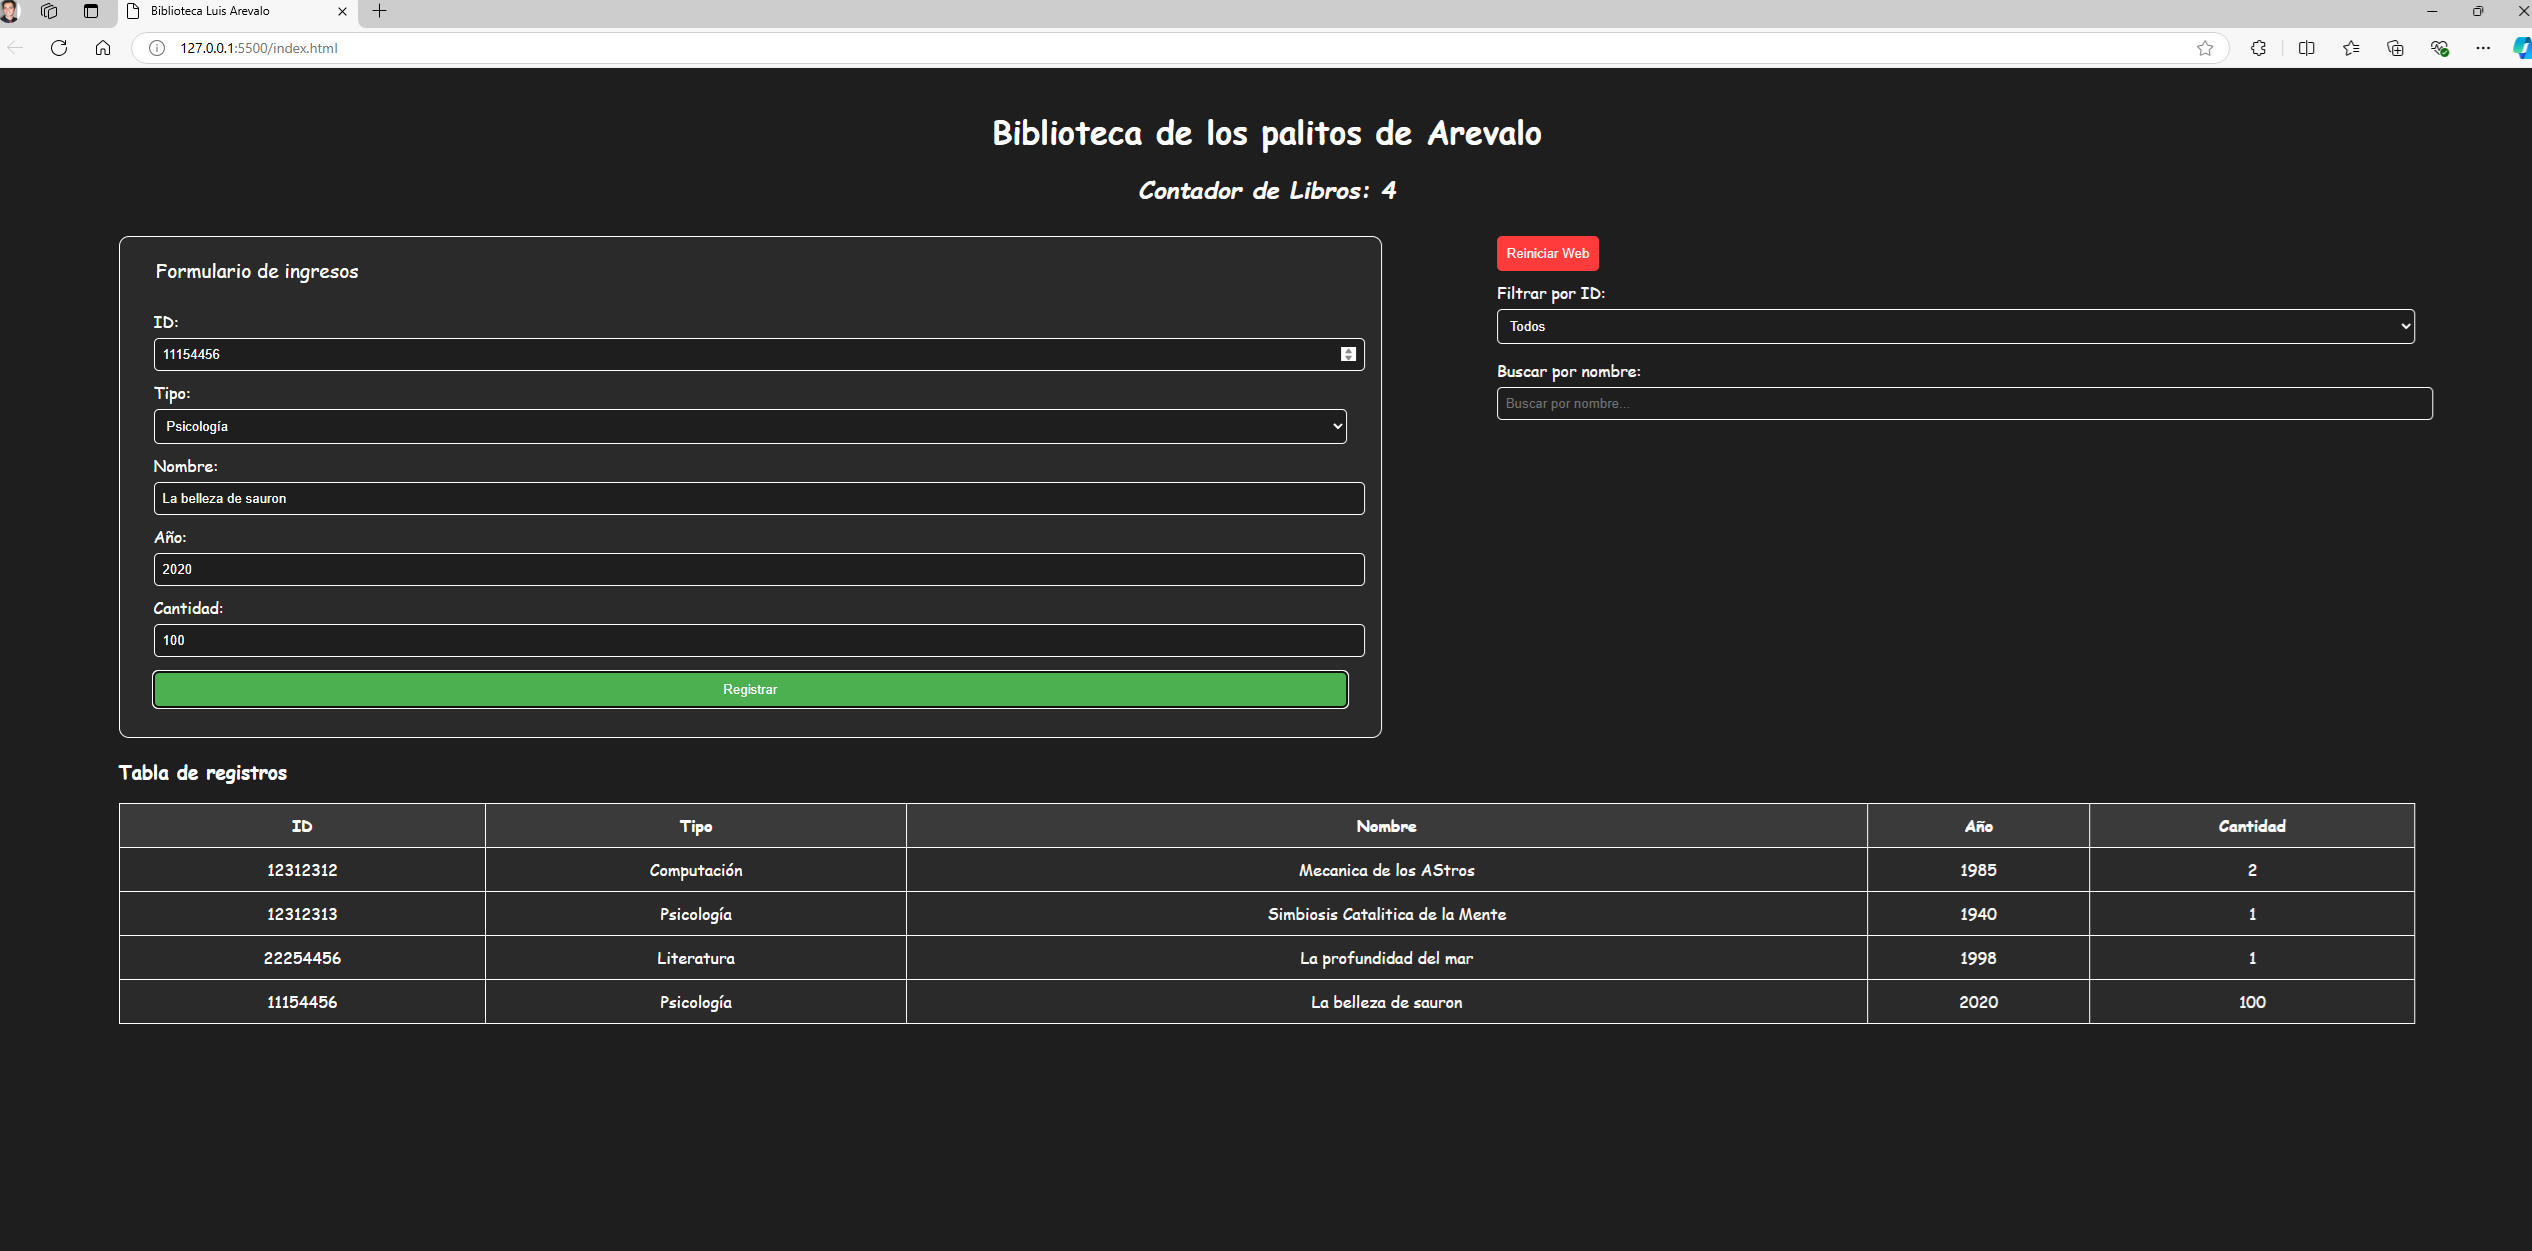 Biblioteca Luis Arevalo
127.0.0.1:5500/index.html
Biblioteca de los palitos de Arevalo
Contador de Libros: 4
Formulario de ingresos
ID:
11154456
Tipo:
Psicología
Nombre:
La belleza de sauron
Año:
2020
Cantidad:
100
Registrar
Reiniciar Web
Filtrar por ID:
Todos
Buscar por nombre:
Buscar por nombre...
Tabla de registros
ID Tipo Nombre Año Cantidad
12312312 Computación Mecanica de los AStros 1985 2
12312313 Psicología Simbiosis Catalitica de la Mente 1940 1
22254456 Literatura La profundidad del mar 1998 1
11154456 Psicología La belleza de sauron 2020 100